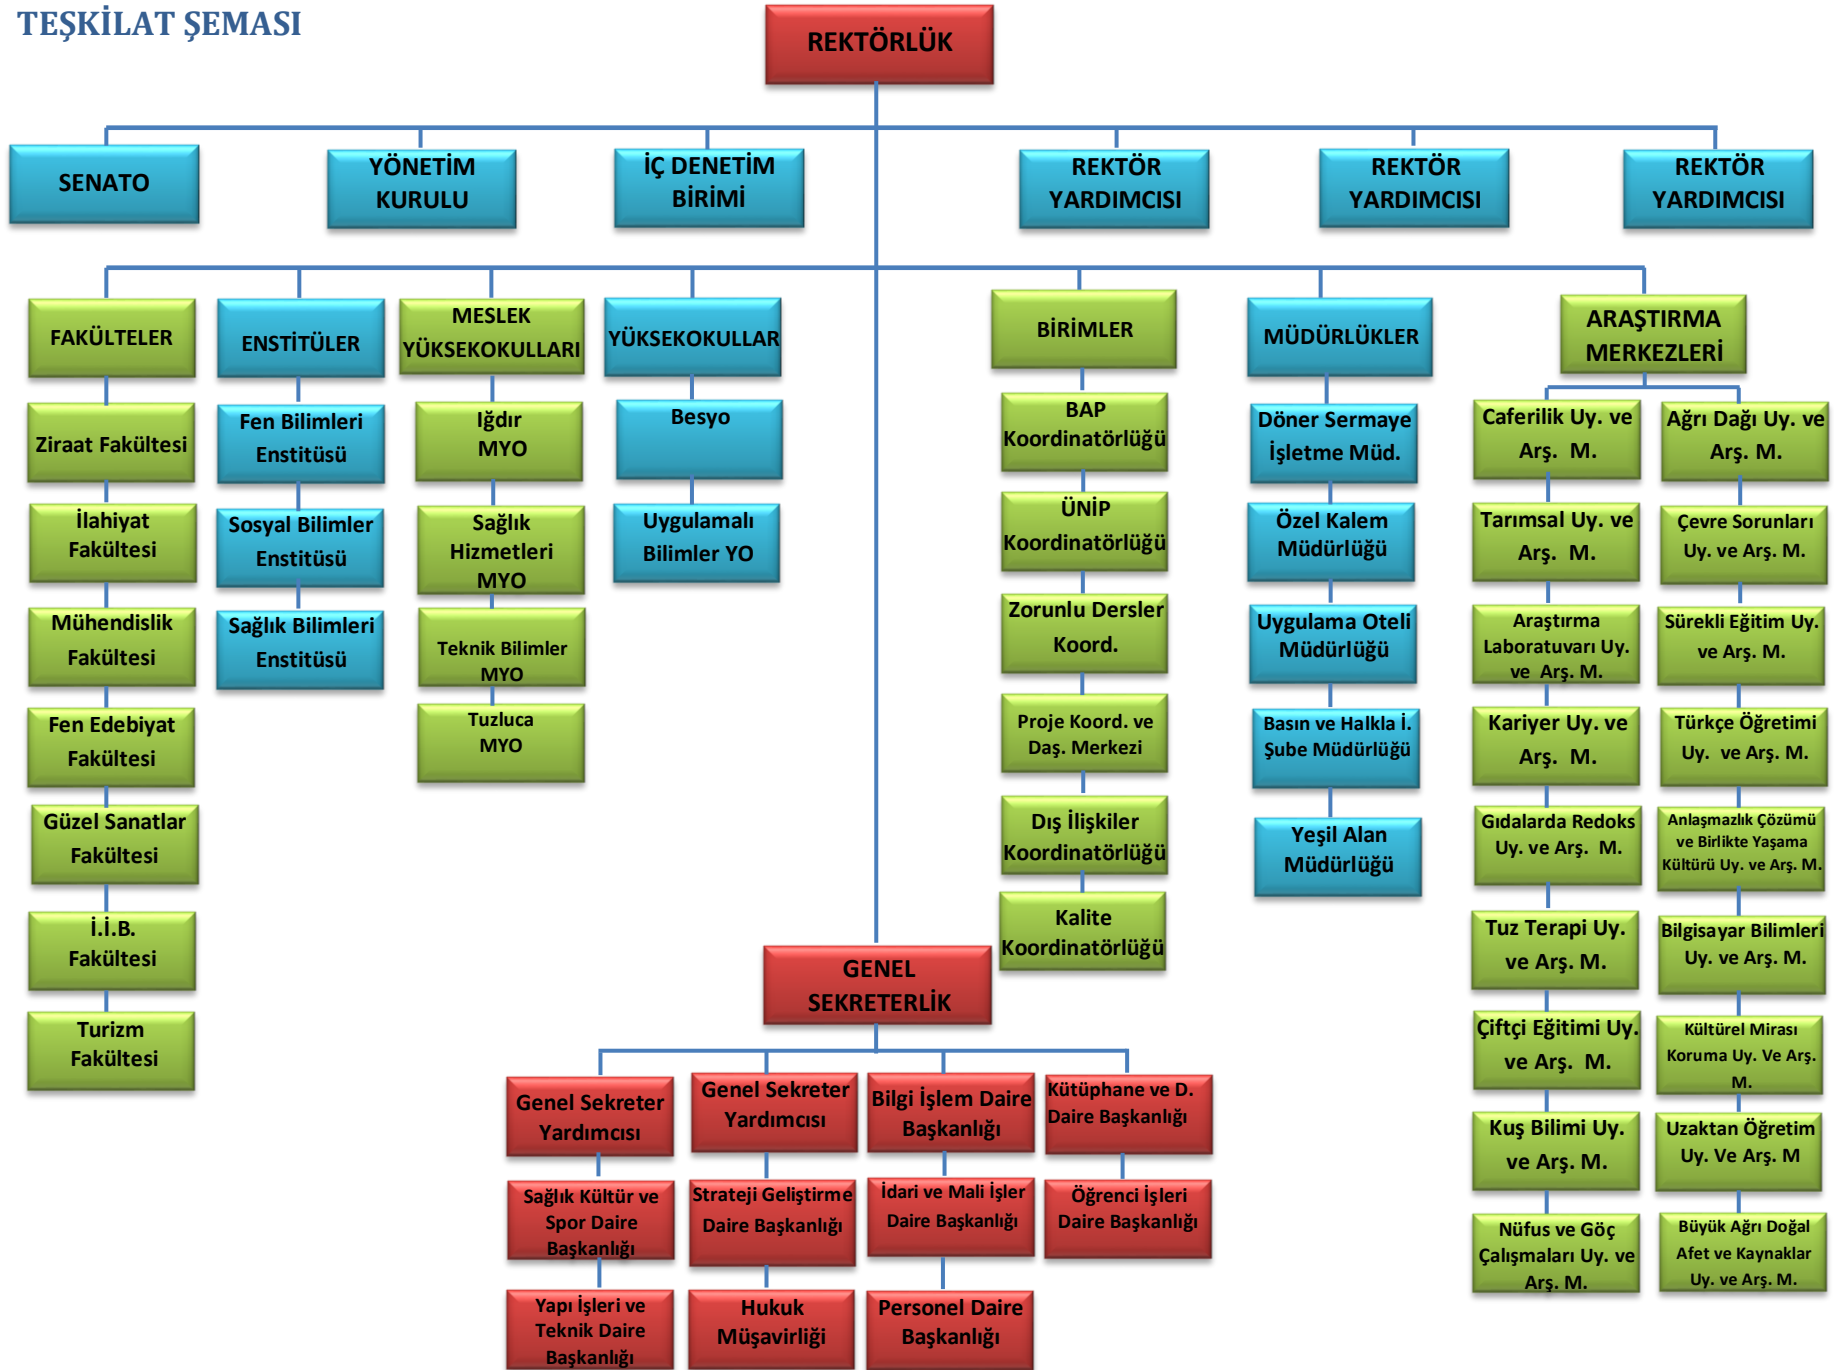 TEŞKİLAT ŞEMASI
REKTÖRLÜK
SENATO
YÖNETİM
KURULU
İÇ DENETİM
BİRİMİ
REKTÖR
YARDIMCISI
REKTÖR
YARDIMCISI
REKTÖR
YARDIMCISI
FAKÜLTELER
Ziraat Fakültesi
İlahiyat
Fakültesi
Mühendislik
Fakültesi
Fen Edebiyat
Fakültesi
Güzel Sanatlar
Fakültesi
İ.İ.B.
Fakültesi
Turizm
Fakültesi
ENSTİTÜLER
Fen Bilimleri
Enstitüsü
Sosyal Bilimler
Enstitüsü
Sağlık Bilimleri
Enstitüsü
MESLEK
YÜKSEKOKULLARI
Iğdır
MYO
Sağlık
Hizmetleri
MYO
Teknik Bilimler
MYO
Tuzluca
MYO
YÜKSEKOKULLAR
Besyo
Uygulamalı
Bilimler YO
BİRİMLER
BAP
Koordinatörlüğü
ÜNİP
Koordinatörlüğü
Zorunlu Dersler
Koord.
Proje Koord. ve
Daş. Merkezi
Dış İlişkiler
Koordinatörlüğü
Kalite
Koordinatörlüğü
MÜDÜRLÜKLER
Döner Sermaye
İşletme Müd.
Özel Kalem
Müdürlüğü
Uygulama Oteli
Müdürlüğü
Basın ve Halkla İ.
Şube Müdürlüğü
Yeşil Alan
Müdürlüğü
ARAŞTIRMA
MERKEZLERİ
Caferilik Uy. ve
Arş. M.
Tarımsal Uy. ve
Arş. M.
Araştırma
Laboratuvarı Uy.
ve Arş. M.
Kariyer Uy. ve
Arş. M.
Gıdalarda Redoks
Uy. ve Arş. M.
Tuz Terapi Uy.
ve Arş. M.
Çiftçi Eğitimi Uy.
ve Arş. M.
Kuş Bilimi Uy.
ve Arş. M.
Nüfus ve Göç
Çalışmaları Uy. ve
Arş. M.
Ağrı Dağı Uy. ve
Arş. M.
Çevre Sorunları
Uy. ve Arş. M.
Sürekli Eğitim Uy.
ve Arş. M.
Türkçe Öğretimi
Uy. ve Arş. M.
Anlaşmazlık Çözümü
ve Birlikte Yaşama
Kültürü Uy. ve Arş. M.
Bilgisayar Bilimleri
Uy. ve Arş. M.
Kültürel Mirası
Koruma Uy. Ve Arş.
M.
Uzaktan Öğretim
Uy. Ve Arş. M
Büyük Ağrı Doğal
Afet ve Kaynaklar
Uy. ve Arş. M.
GENEL
SEKRETERLİK
Genel Sekreter
Yardımcısı
Sağlık Kültür ve
Spor Daire
Başkanlığı
Yapı İşleri ve
Teknik Daire
Başkanlığı
Genel Sekreter
Yardımcısı
Strateji Geliştirme
Daire Başkanlığı
Hukuk
Müşavirliği
Bilgi İşlem Daire
Başkanlığı
İdari ve Mali İşler
Daire Başkanlığı
Personel Daire
Başkanlığı
Kütüphane ve D.
Daire Başkanlığı
Öğrenci İşleri
Daire Başkanlığı